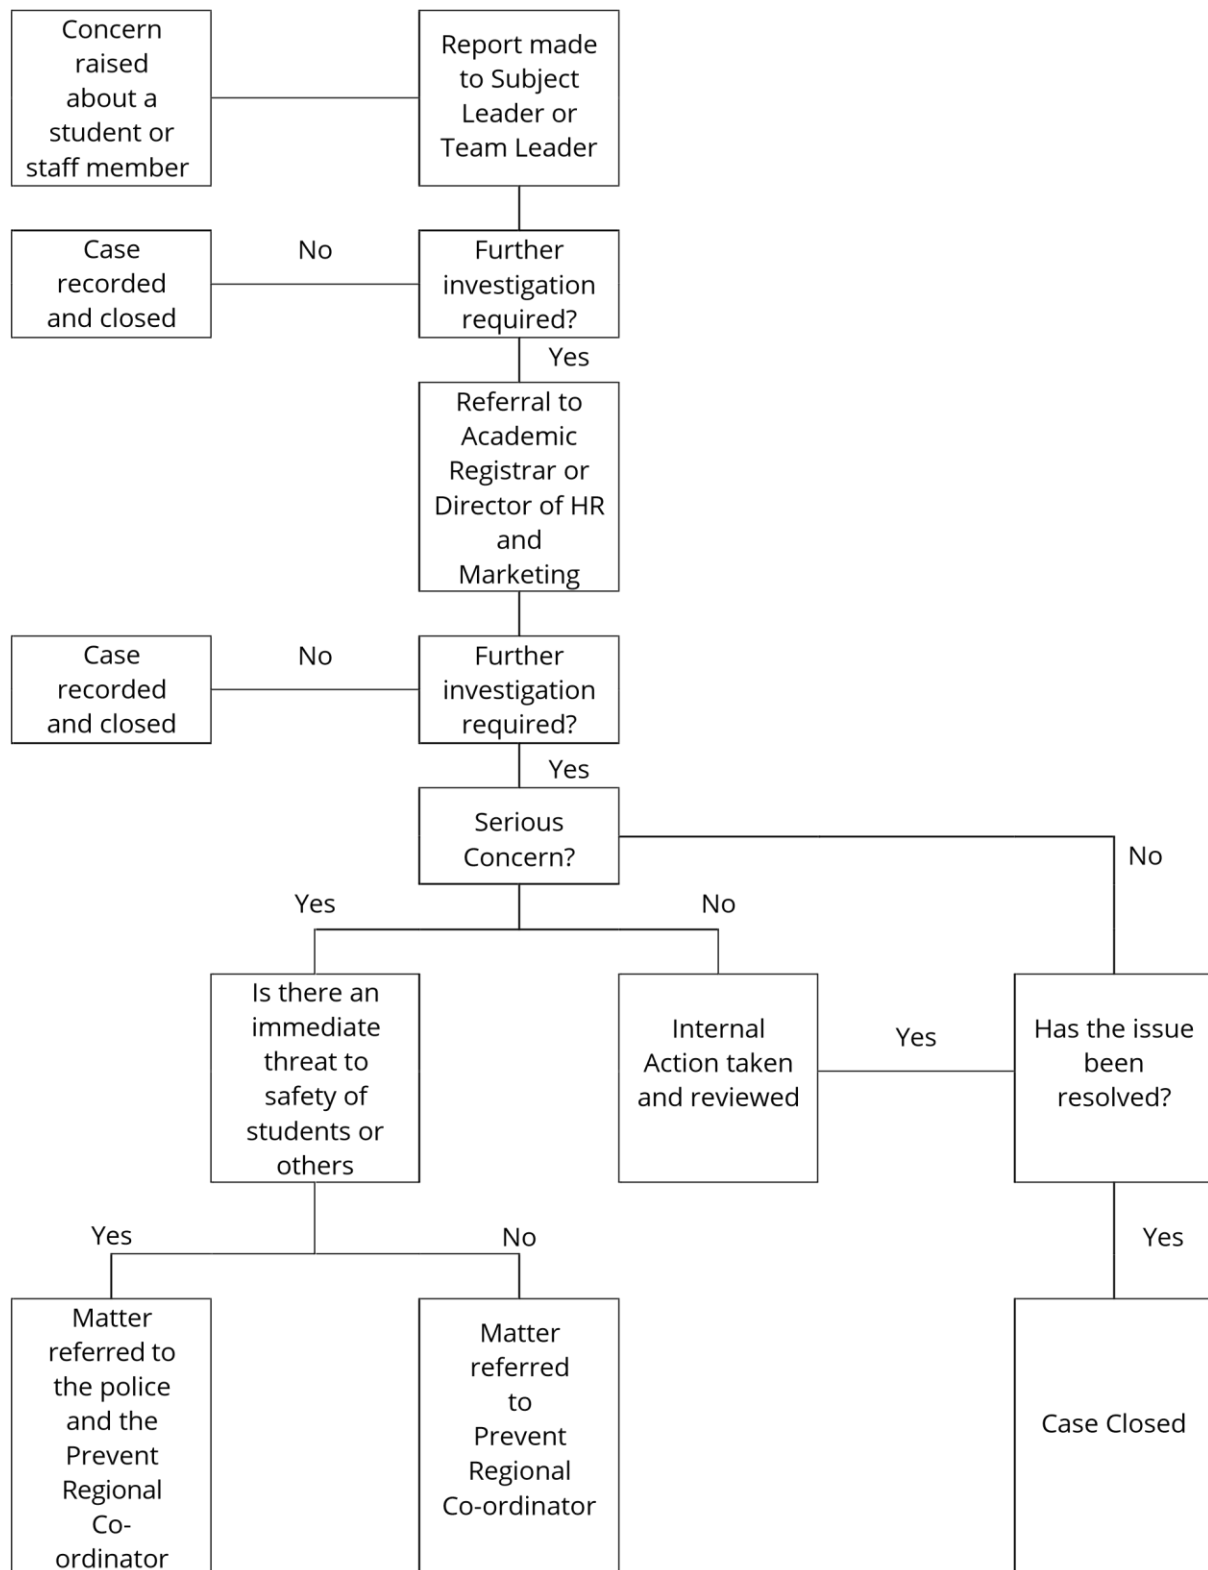 Concern
raised
about a
student or
staff member
Report made
to Subject
Leader or
Team Leader
Case
recorded
and closed
No
Further
investigation
required?
Yes
Referral to
Academic
Registrar or
Director of HR
and
Marketing
Case
recorded
and closed
No
Further
investigation
required?
Yes
Serious
Concern?
No
Yes
No
Is there an
immediate
threat to
safety of
students or
others
Internal
Action taken
and reviewed
Yes
Has the issue
been
resolved?
Yes
No
Yes
Matter
referred to
the police
and the
Prevent
Regional
Co-
ordinator
Matter
referred
to
Prevent
Regional
Co-ordinator
Case Closed